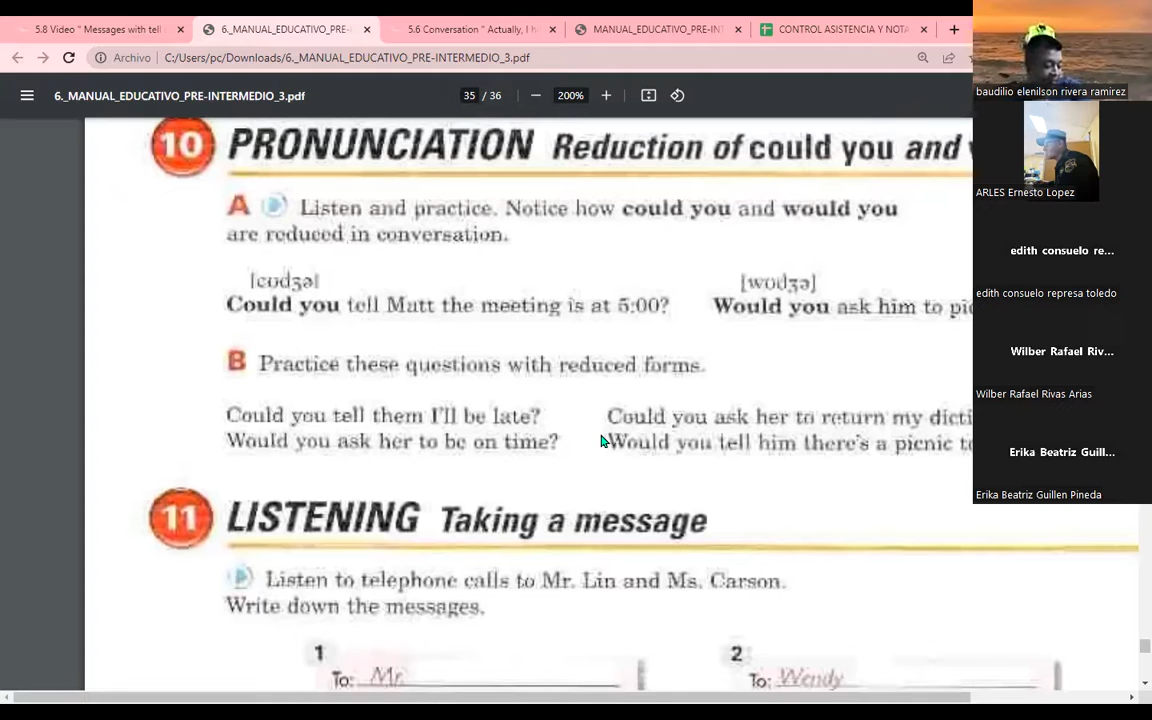 5.8 Video " Messages with tell
6._MANUAL_EDUCATIVO_PRE-
5.6 Conversation " Actually, I h
MANUAL_EDUCATIVO_PRE-INT
CONTROL ASISTENCIA Y NOTA
Archivo
C:/Users/pc/Downloads/6._MANUAL_EDUCATIVO_PRE-INTERMEDIO_3.pdf
6._MANUAL_EDUCATIVO_PRE-INTERMEDIO_3.pdf
35 / 36
200%
10 PRONUNCIATION Reduction of could you and
A Listen and practice. Notice how could you and would you
are reduced in conversation.
[cʊdʒə] [wʊdʒə]
Could you tell Matt the meeting is at 5:00? Would you ask him to pic
B Practice these questions with reduced forms.
Could you tell them I'll be late? Could you ask her to return my dicti
Would you ask her to be on time? Would you tell him there's a picnic to
11 LISTENING Taking a message
Listen to telephone calls to Mr. Lin and Ms. Carson.
Write down the messages.
1 2
To: Mr. To: Wendy
baudilio elenilson rivera ramirez
ARLES Ernesto Lopez
edith consuelo re...
edith consuelo represa toledo
Wilber Rafael Riv...
Wilber Rafael Rivas Arias
Erika Beatriz Guill...
Erika Beatriz Guillen Pineda